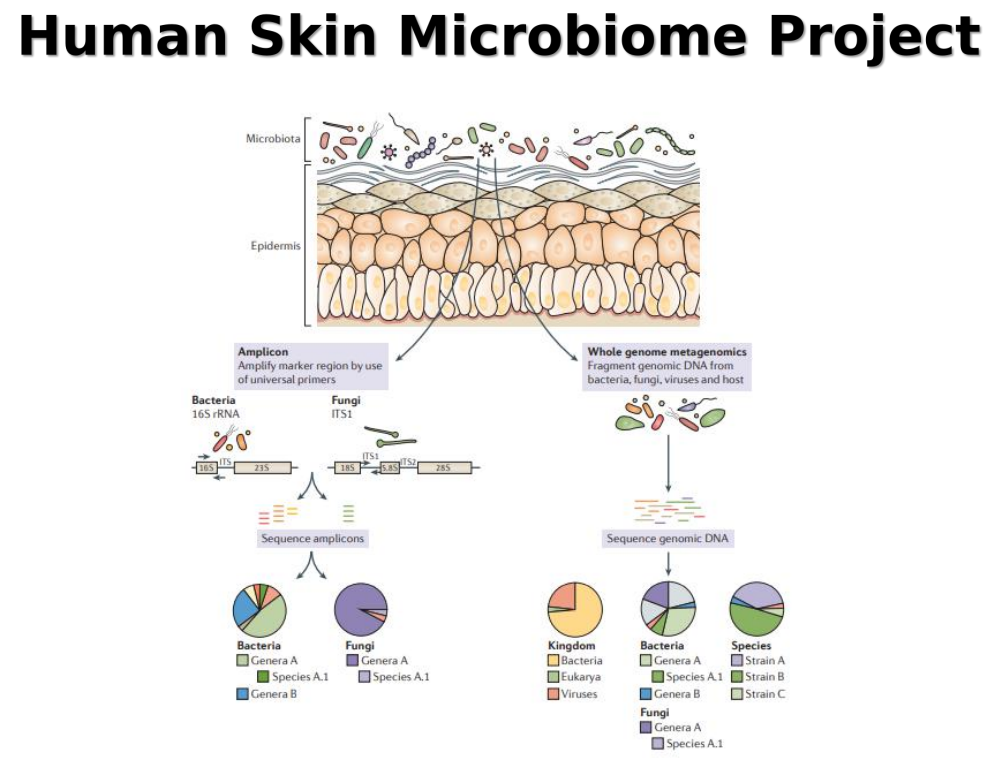 Human Skin Microbiome Project
Microbiota
Epidermis
Amplicon
Amplify marker region by use
of universal primers
Whole genome metagenomics
Fragment genomic DNA from
bacteria, fungi, viruses and host
Bacteria
16S rRNA
Fungi
ITS1
16S
ITS
23S
18S
ITS1
5.8S
ITS2
28S
Sequence amplicons
Sequence genomic DNA
Bacteria
Genera A
Species A.1
Genera B
Fungi
Genera A
Species A.1
Kingdom
Bacteria
Eukarya
Viruses
Bacteria
Genera A
Species A.1
Genera B
Fungi
Genera A
Species A.1
Species
Strain A
Strain B
Strain C